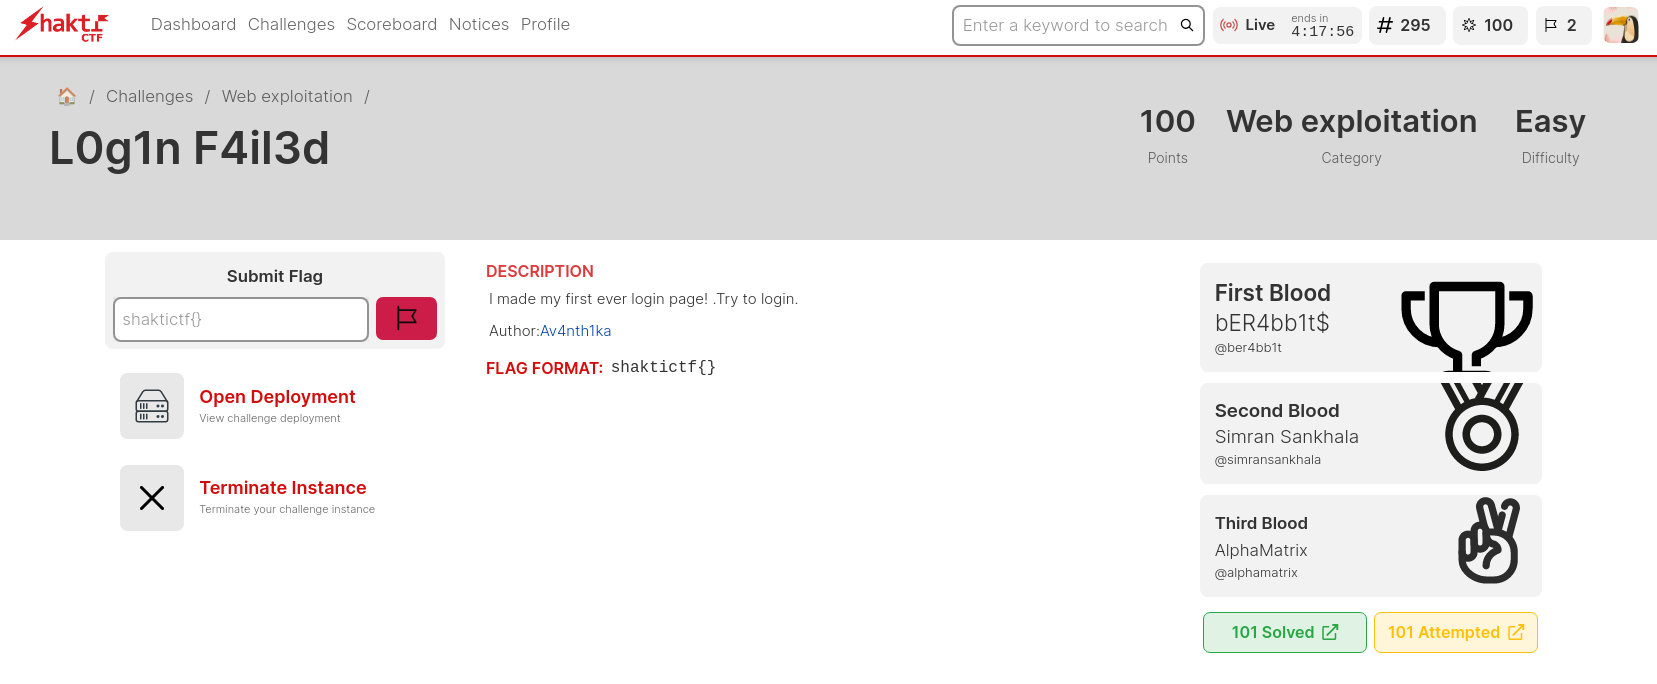 Shakti CTF
Dashboard Challenges Scoreboard Notices Profile
Enter a keyword to search
Live ends in 4:17:56
# 295
100
2
/ Challenges / Web exploitation /
L0g1n F4il3d
100 Web exploitation Easy
Points Category Difficulty
Submit Flag
shaktictf{}
Open Deployment
View challenge deployment
Terminate Instance
Terminate your challenge instance
DESCRIPTION
I made my first ever login page! .Try to login.
Author:Av4nth1ka
FLAG FORMAT: shaktictf{}
First Blood
bER4bb1t$
@ber4bb1t
Second Blood
Simran Sankhala
@simransankhala
Third Blood
AlphaMatrix
@alphamatrix
101 Solved
101 Attempted